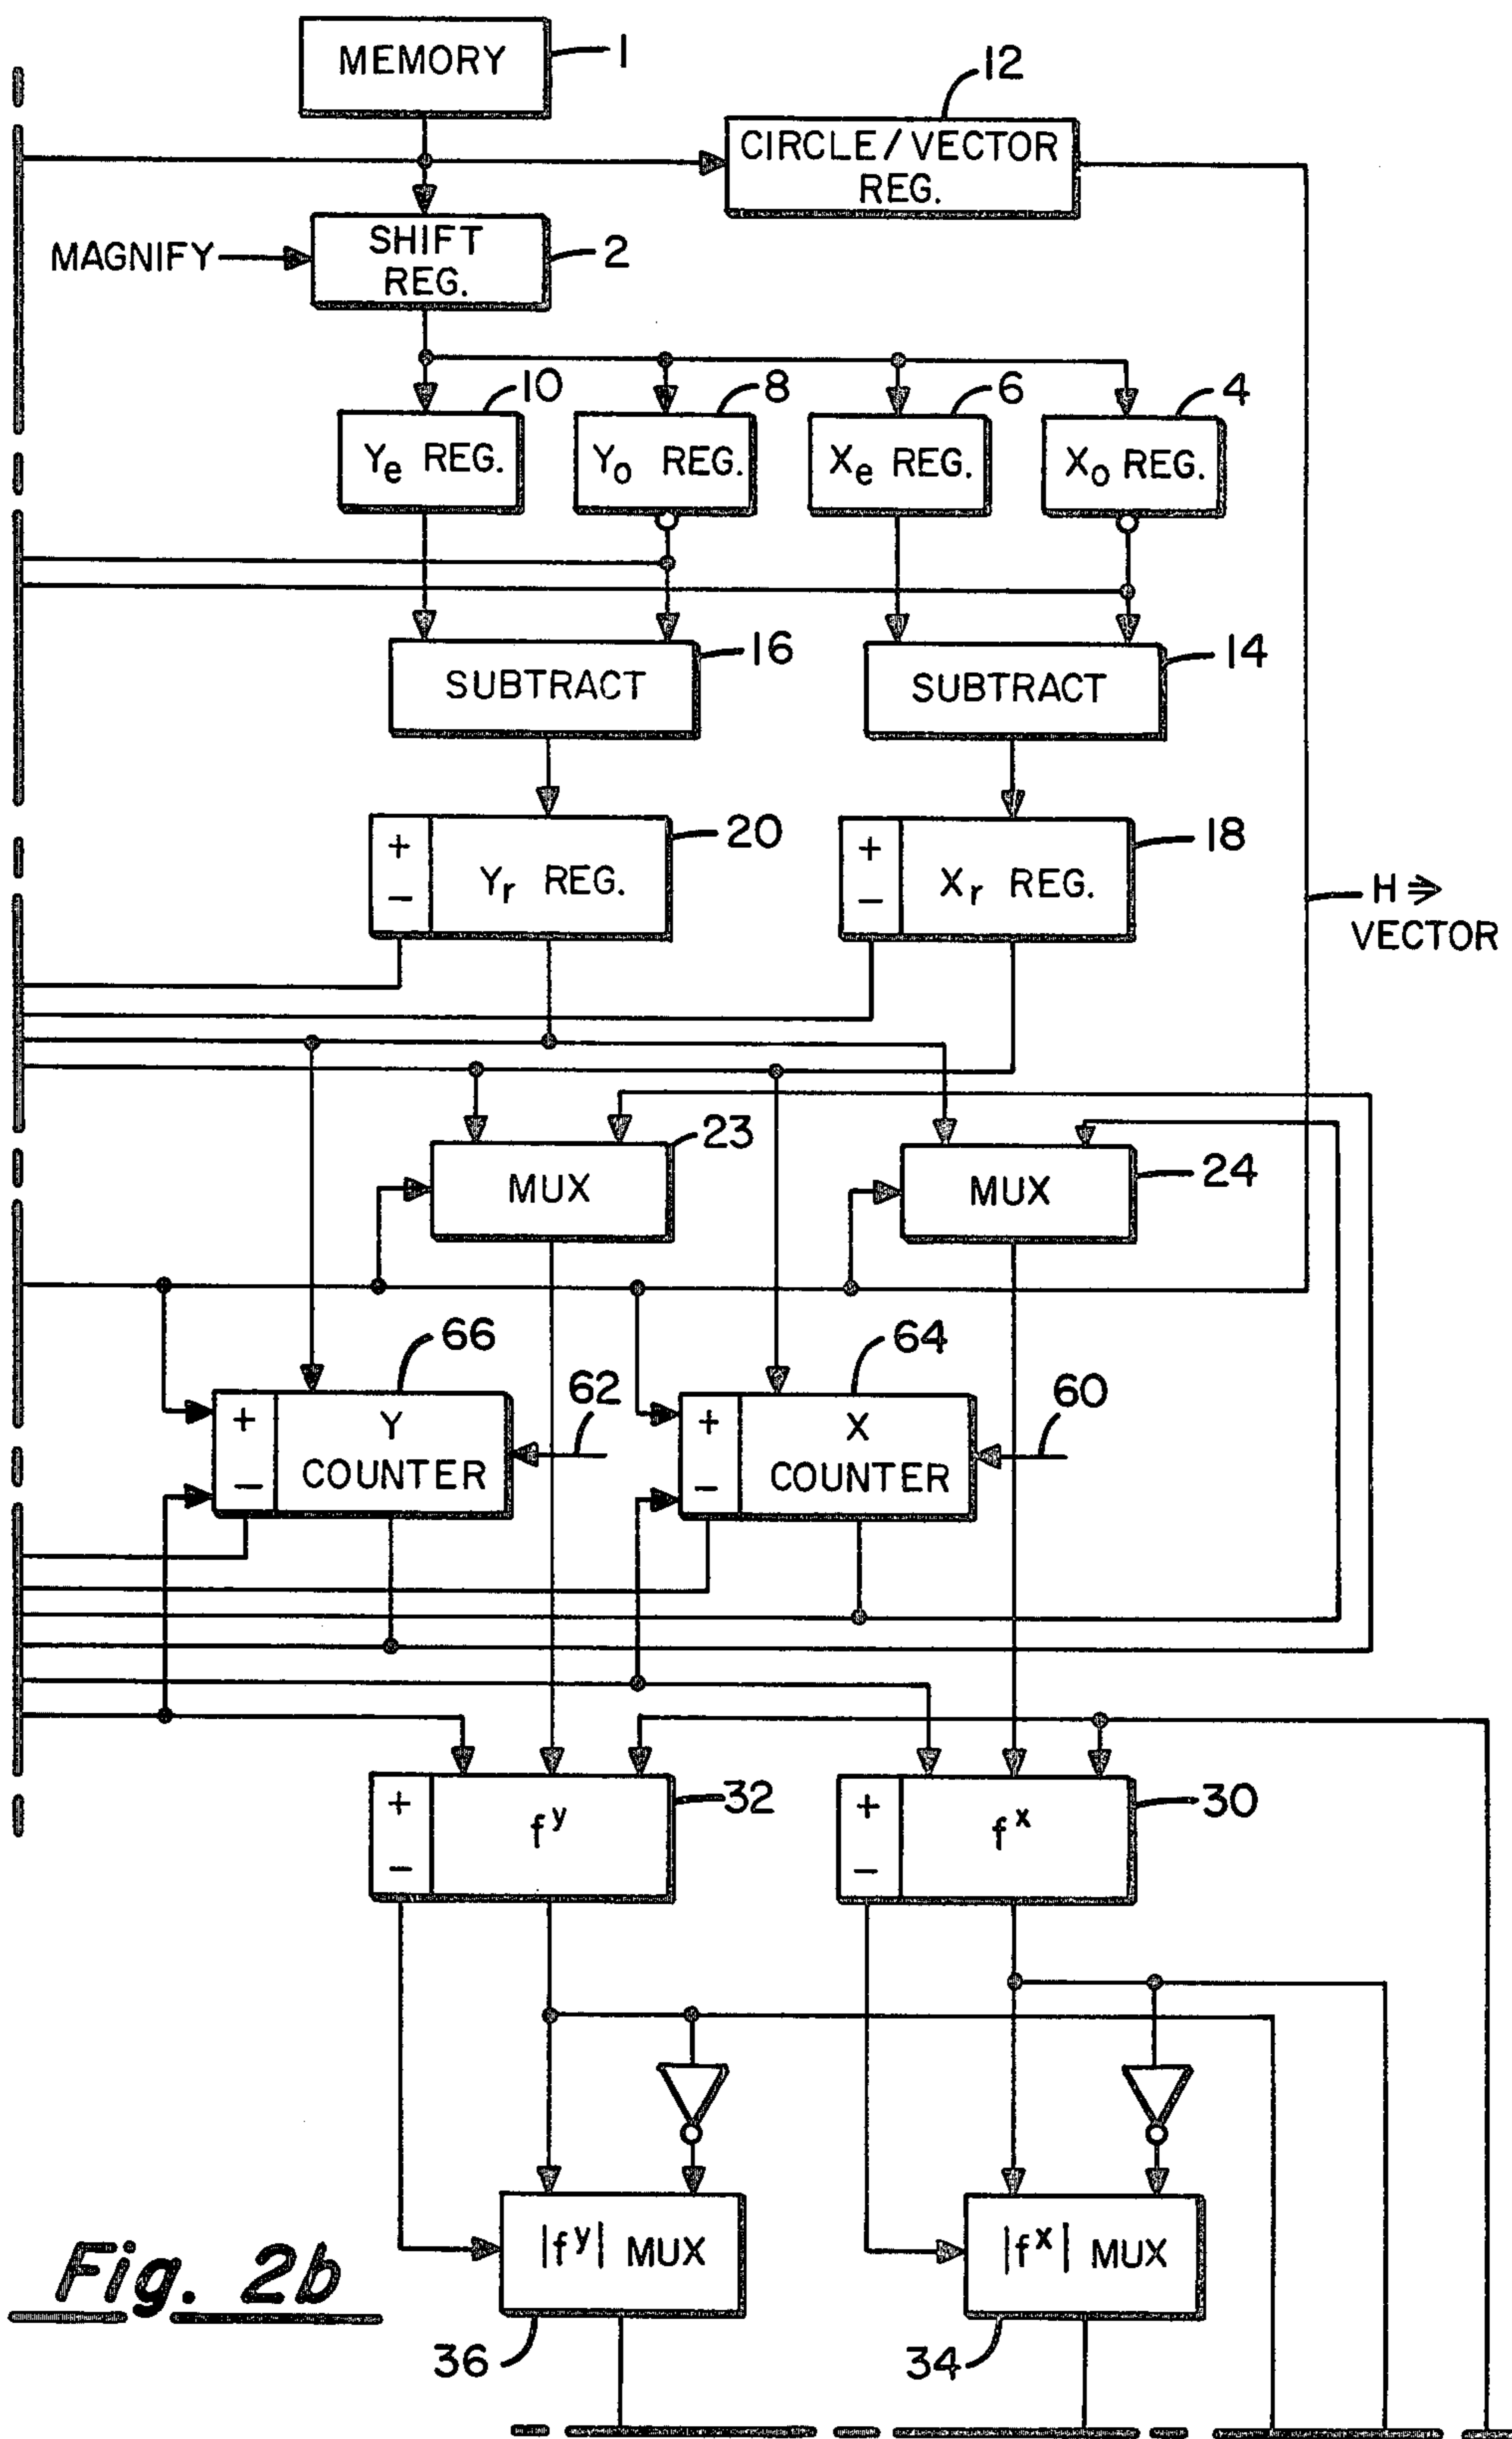 MEMORY
1
12
CIRCLE/VECTOR
REG.
MAGNIFY
SHIFT
REG.
2
10
8
6
4
Ye REG.
Yo REG.
Xe REG.
Xo REG.
16
14
SUBTRACT
SUBTRACT
20
18
+
−
Yr REG.
+
−
Xr REG.
H ⇒
VECTOR
23
24
MUX
MUX
66
64
62
60
+
−
Y
COUNTER
+
−
X
COUNTER
32
30
+
−
f^y
+
−
f^x
|f^y| MUX
|f^x| MUX
Fig. 2b
36
34